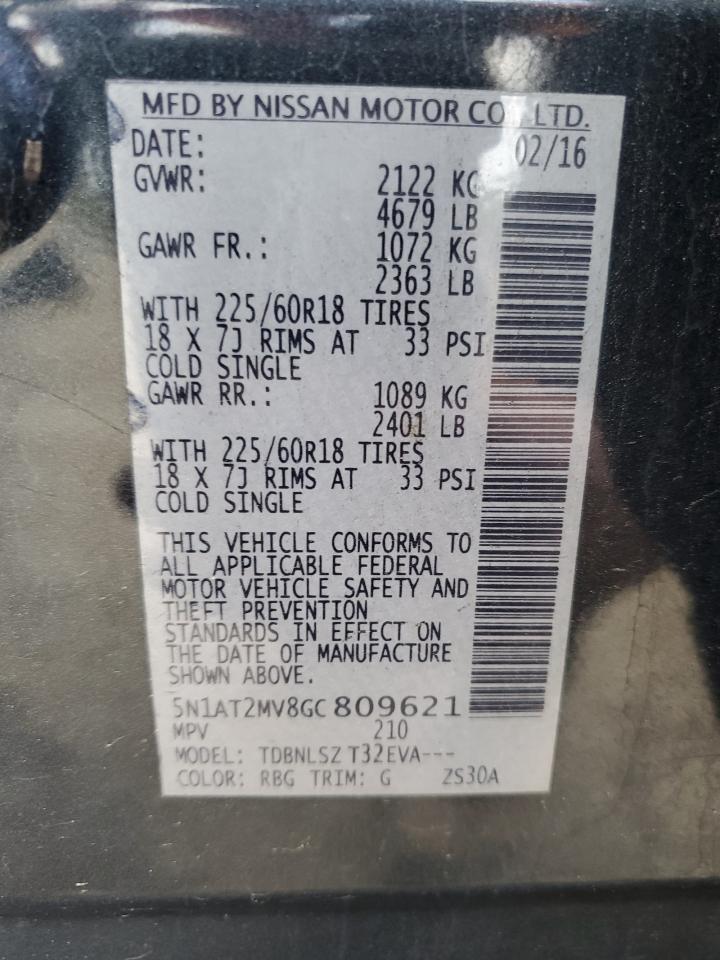 MFD BY NISSAN MOTOR CO., LTD.
DATE: 02/16
GVWR: 2122 KG
4679 LB
GAWR FR.: 1072 KG
2363 LB
WITH 225/60R18 TIRES
18 X 7J RIMS AT 33 PSI
COLD SINGLE
GAWR RR.: 1089 KG
2401 LB
WITH 225/60R18 TIRES
18 X 7J RIMS AT 33 PSI
COLD SINGLE
THIS VEHICLE CONFORMS TO
ALL APPLICABLE FEDERAL
MOTOR VEHICLE SAFETY AND
THEFT PREVENTION
STANDARDS IN EFFECT ON
THE DATE OF MANUFACTURE
SHOWN ABOVE.
5N1AT2MV8GC809621
MPV 210
MODEL: TDBNLSZ T32EVA---
COLOR: RBG TRIM: G ZS30A